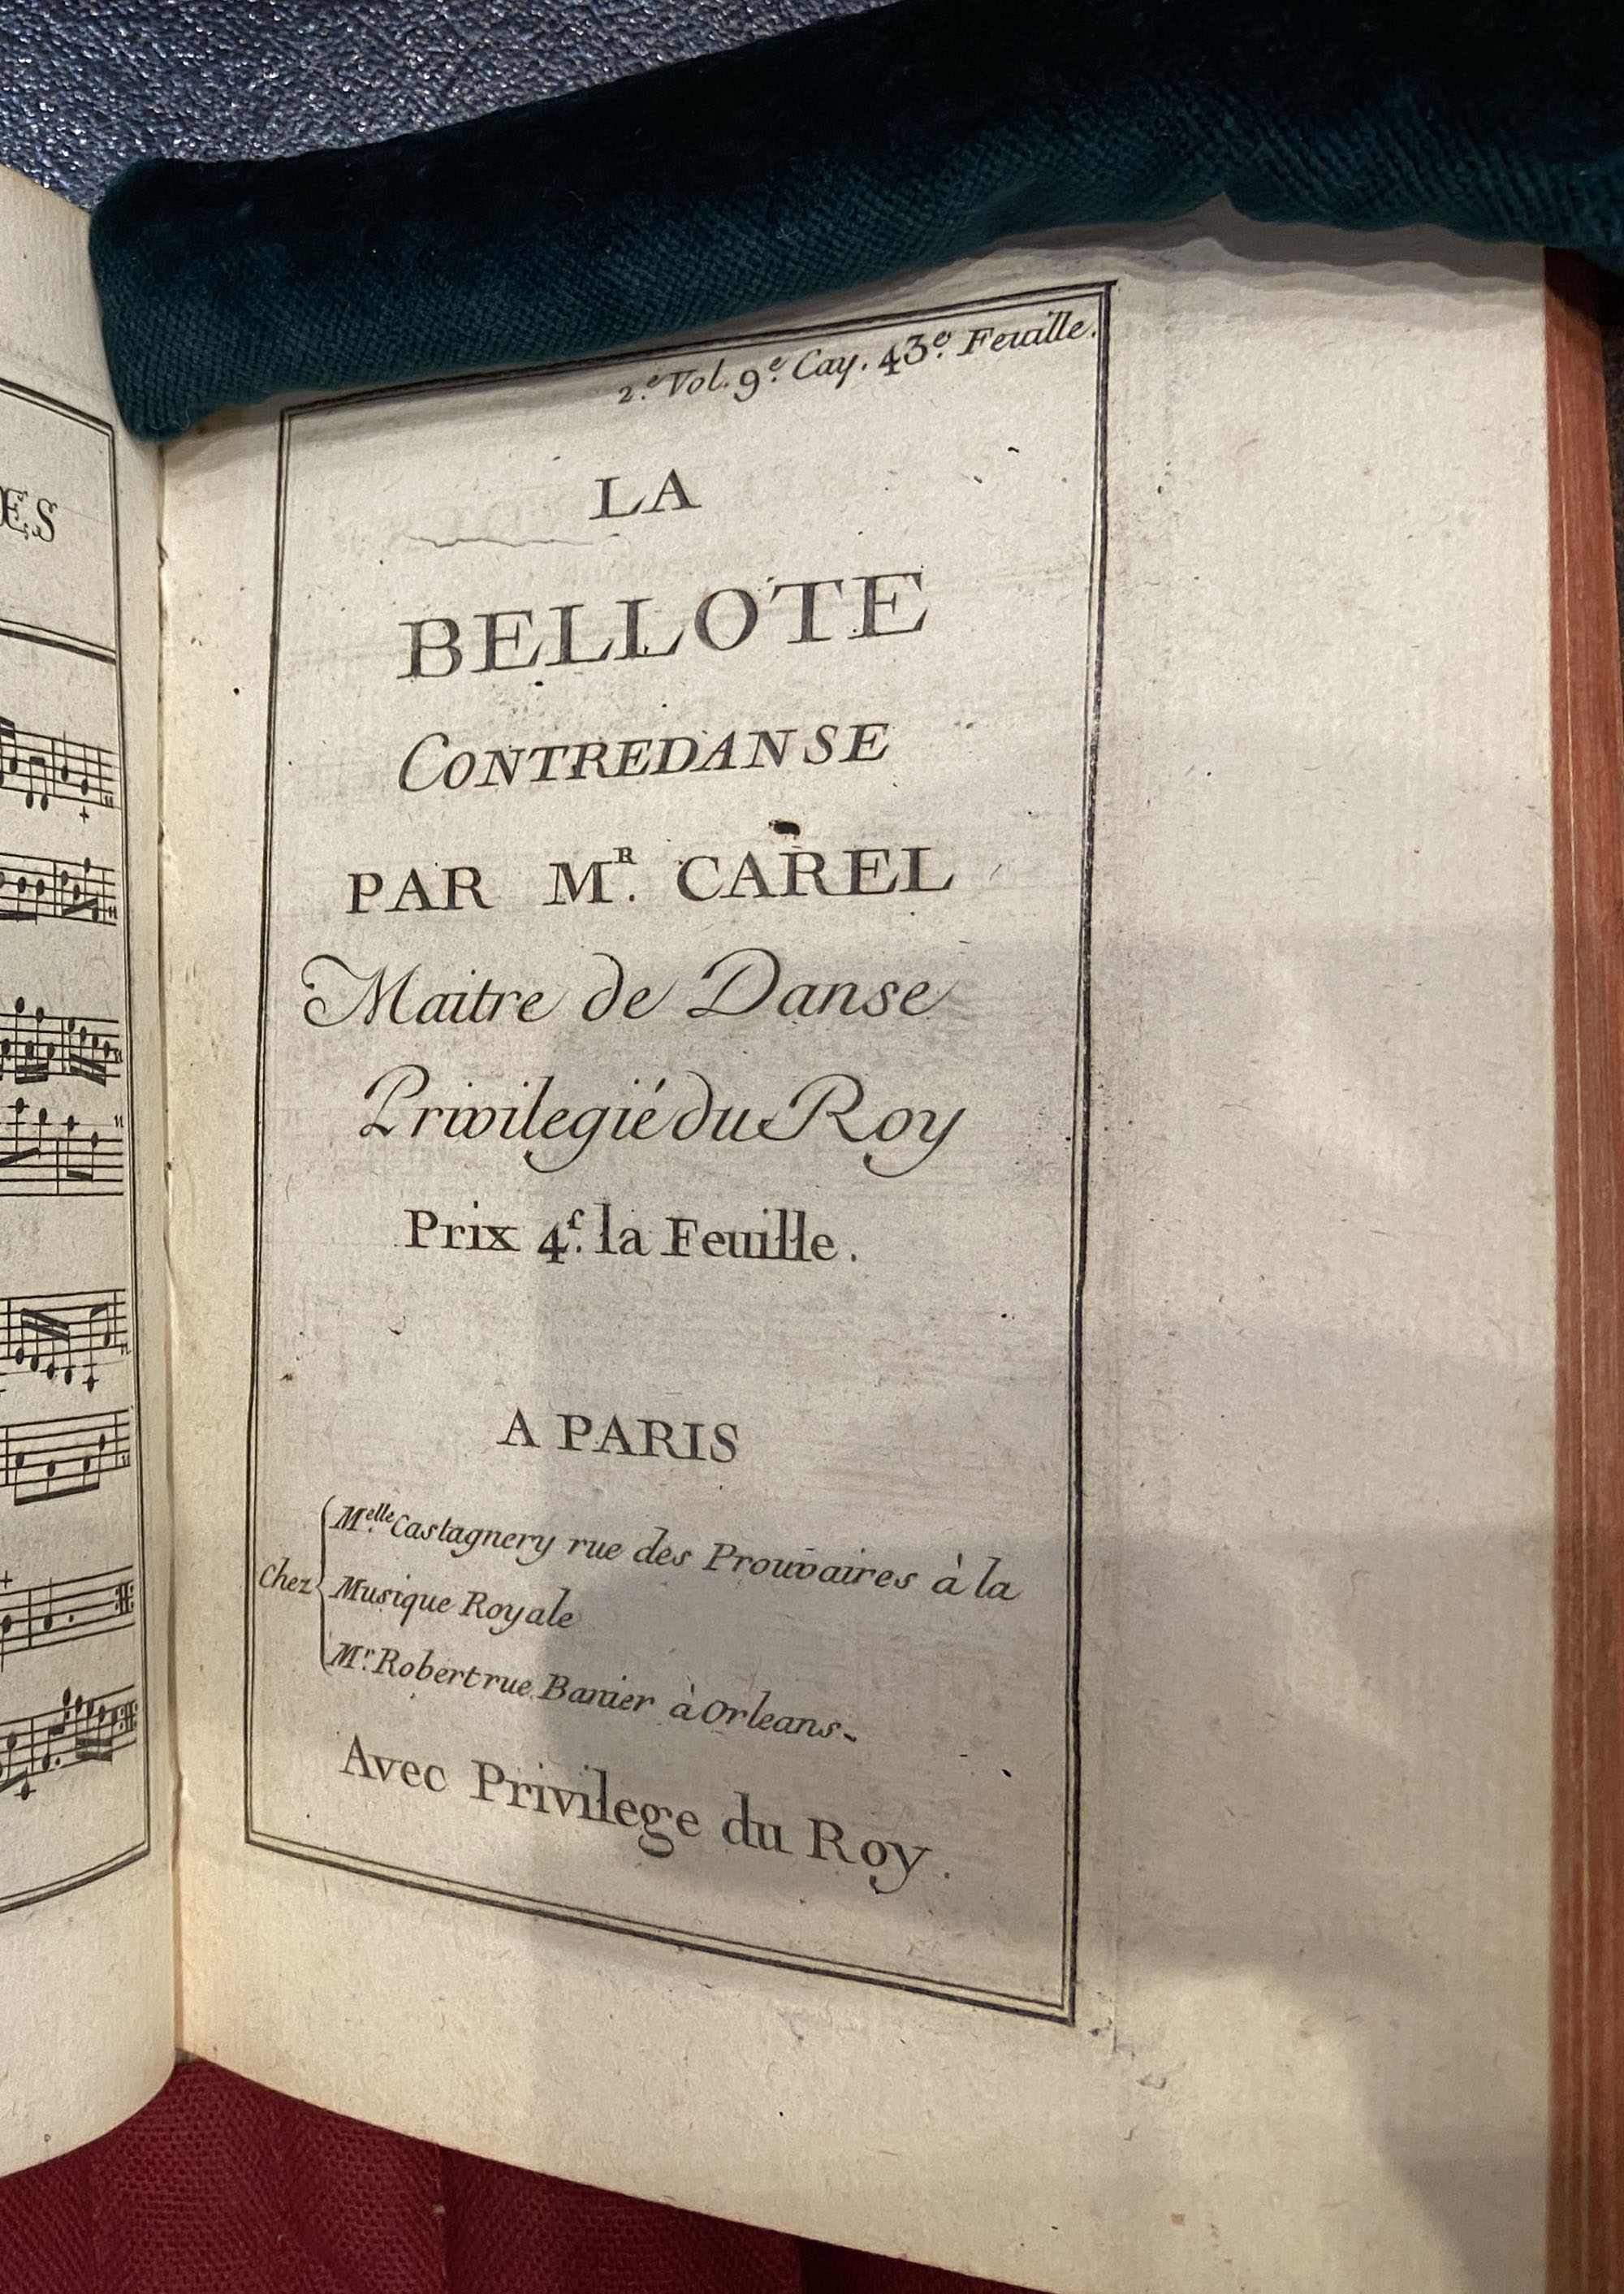 ES
2.e Vol. 9.e Cay. 43.e Feuille.
LA
BELLOTE
CONTREDANSE
PAR MR. CAREL
Maitre de Danse
Privilegié du Roy
Prix 4.s la Feuille.
A PARIS
Chez
M.elle Castagnery rue des Prouvaires à la
Musique Royale
M.r Robert rue Banier à Orleans.
Avec Privilege du Roy.